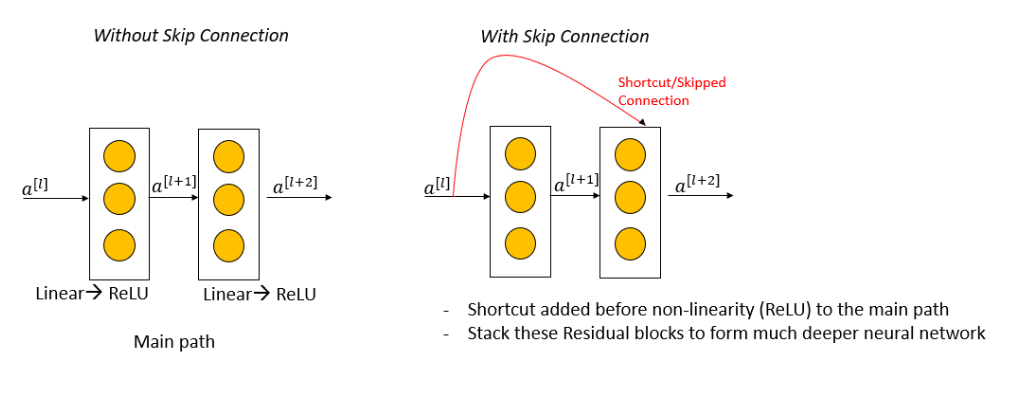 Without Skip Connection
a[l]
a[l+1]
a[l+2]
Linear→ ReLU
Linear→ ReLU
Main path
With Skip Connection
Shortcut/Skipped
Connection
a[l]
a[l+1]
a[l+2]
- Shortcut added before non-linearity (ReLU) to the main path
- Stack these Residual blocks to form much deeper neural network